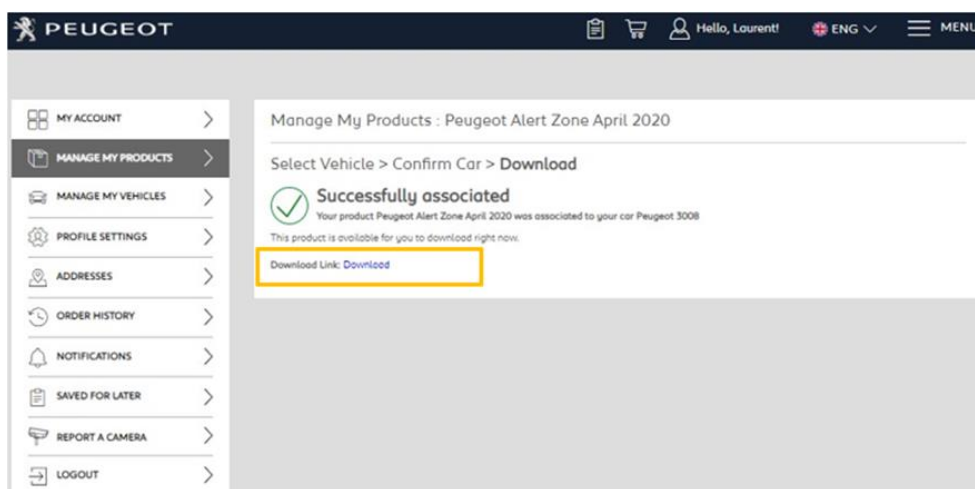 PEUGEOT
Hello, Laurent!
ENG
MENU
MY ACCOUNT
MANAGE MY PRODUCTS
MANAGE MY VEHICLES
PROFILE SETTINGS
ADDRESSES
ORDER HISTORY
NOTIFICATIONS
SAVED FOR LATER
REPORT A CAMERA
LOGOUT
Manage My Products : Peugeot Alert Zone April 2020
Select Vehicle > Confirm Car > Download
Successfully associated
Your product Peugeot Alert Zone April 2020 was associated to your car Peugeot 3008
This product is available for you to download right now.
Download Link: Download